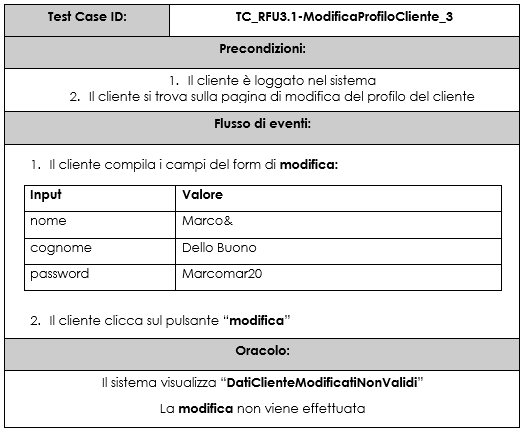 Test Case ID: TC_RFU3.1-ModificaProfiloCliente_3
Precondizioni:
1. Il cliente è loggato nel sistema
2. Il cliente si trova sulla pagina di modifica del profilo del cliente
Flusso di eventi:
1. Il cliente compila i campi del form di modifica:
Input Valore
nome Marco&
cognome Dello Buono
password Marcomar20
2. Il cliente clicca sul pulsante “modifica”
Oracolo:
Il sistema visualizza “DatiClienteModificatiNonValidi”
La modifica non viene effettuata